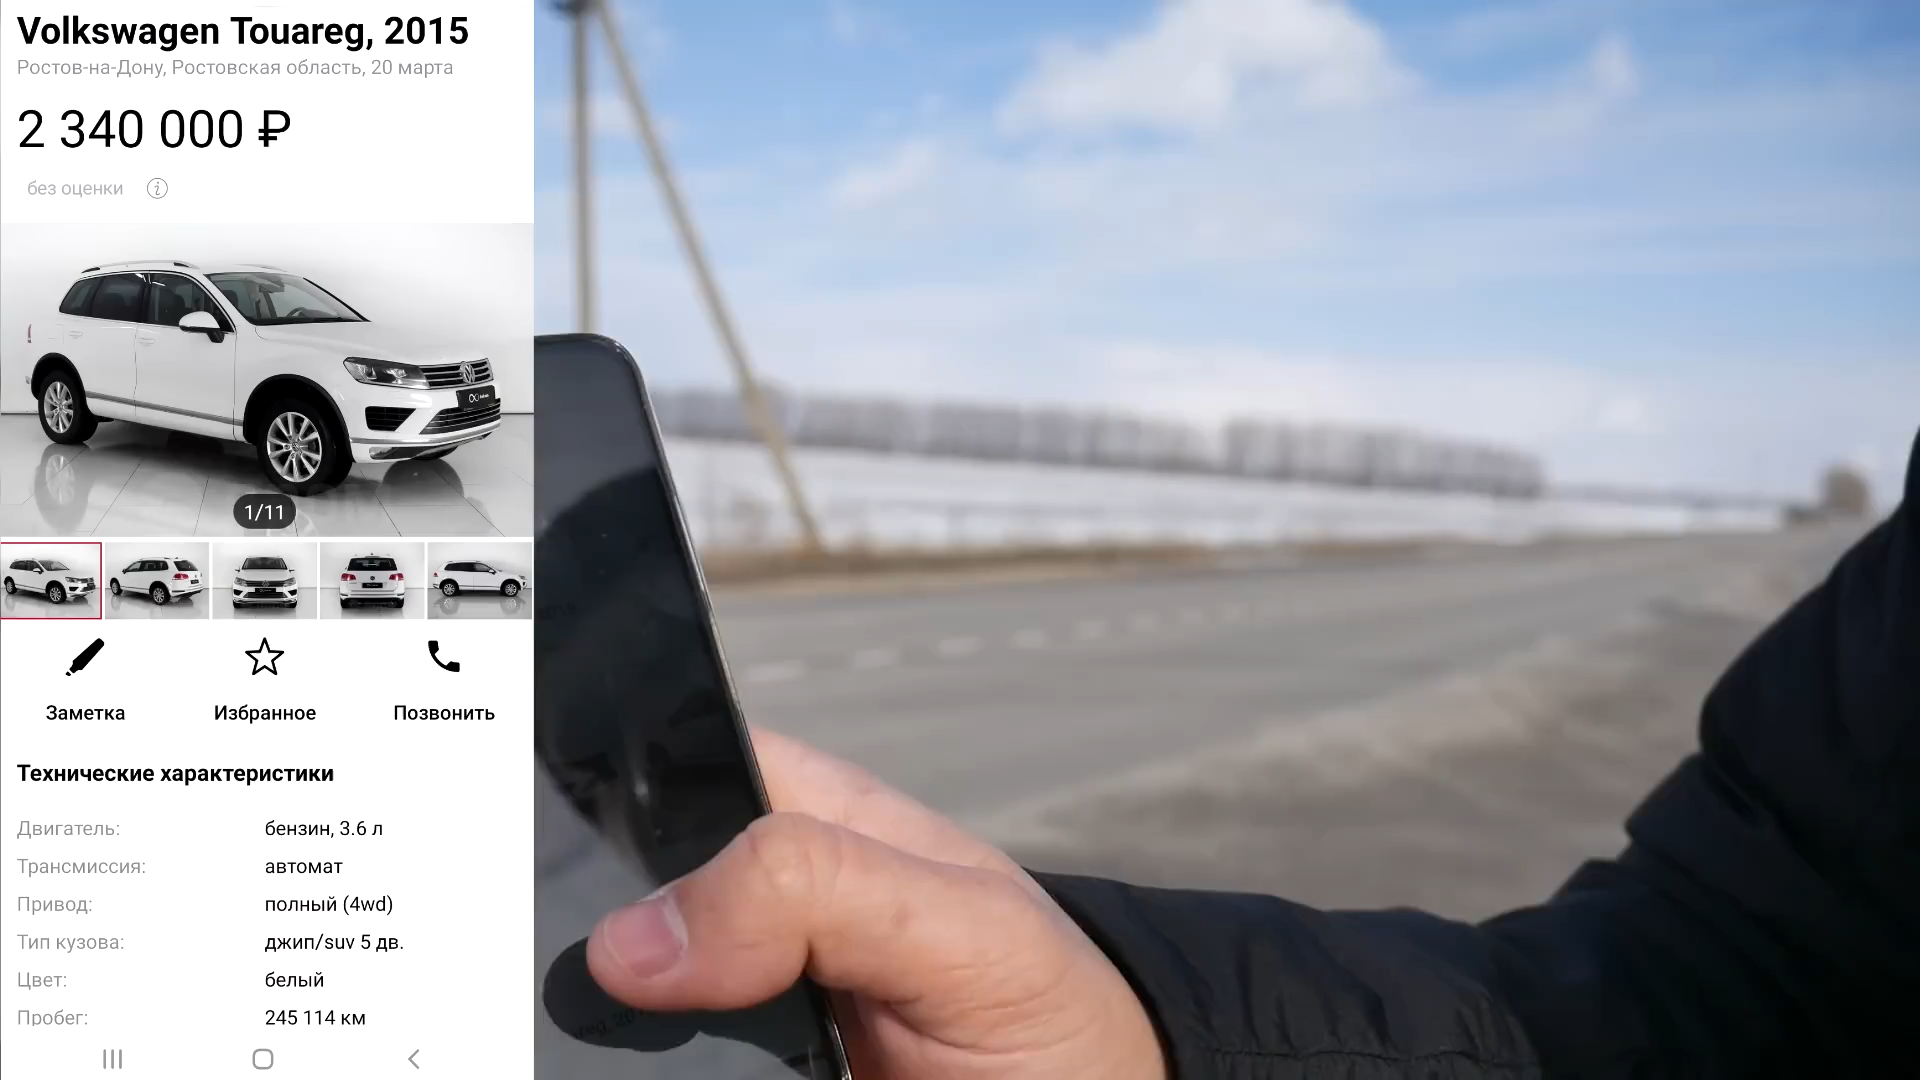 Volkswagen Touareg, 2015
Ростов-на-Дону, Ростовская область, 20 марта
2 340 000 ₽
без оценки
1/11
Заметка
Избранное
Позвонить
Технические характеристики
Двигатель: бензин, 3.6 л
Трансмиссия: автомат
Привод: полный (4wd)
Тип кузова: джип/suv 5 дв.
Цвет: белый
Пробег: 245 114 км